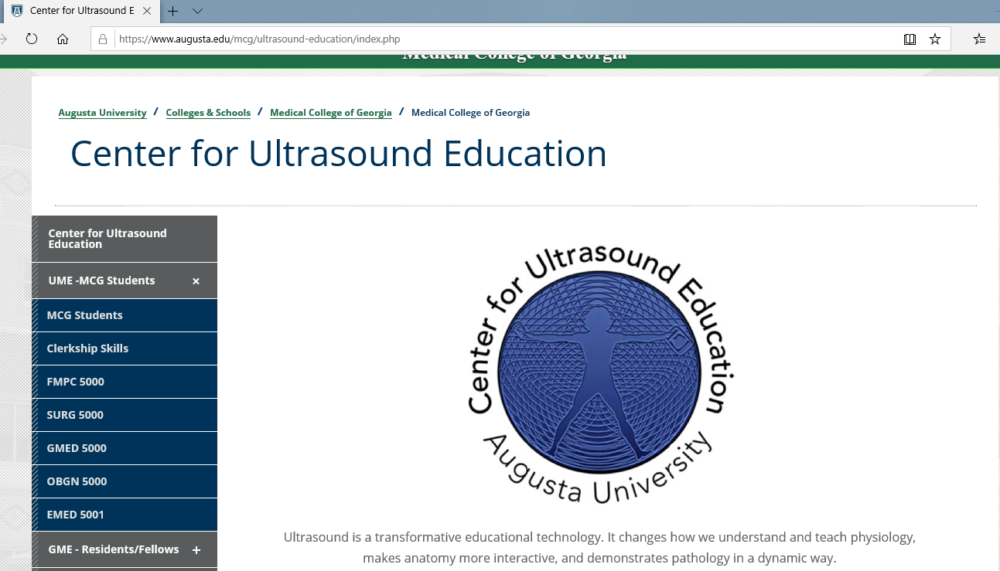 Center for Ultrasound E
https://www.augusta.edu/mcg/ultrasound-education/index.php
Medical College of Georgia
Augusta University / Colleges & Schools / Medical College of Georgia / Medical College of Georgia
Center for Ultrasound Education
Center for Ultrasound
Education
UME -MCG Students
MCG Students
Clerkship Skills
FMPC 5000
SURG 5000
GMED 5000
OBGN 5000
EMED 5001
GME - Residents/Fellows
Center for Ultrasound Education
Augusta University
Ultrasound is a transformative educational technology. It changes how we understand and teach physiology,
makes anatomy more interactive, and demonstrates pathology in a dynamic way.